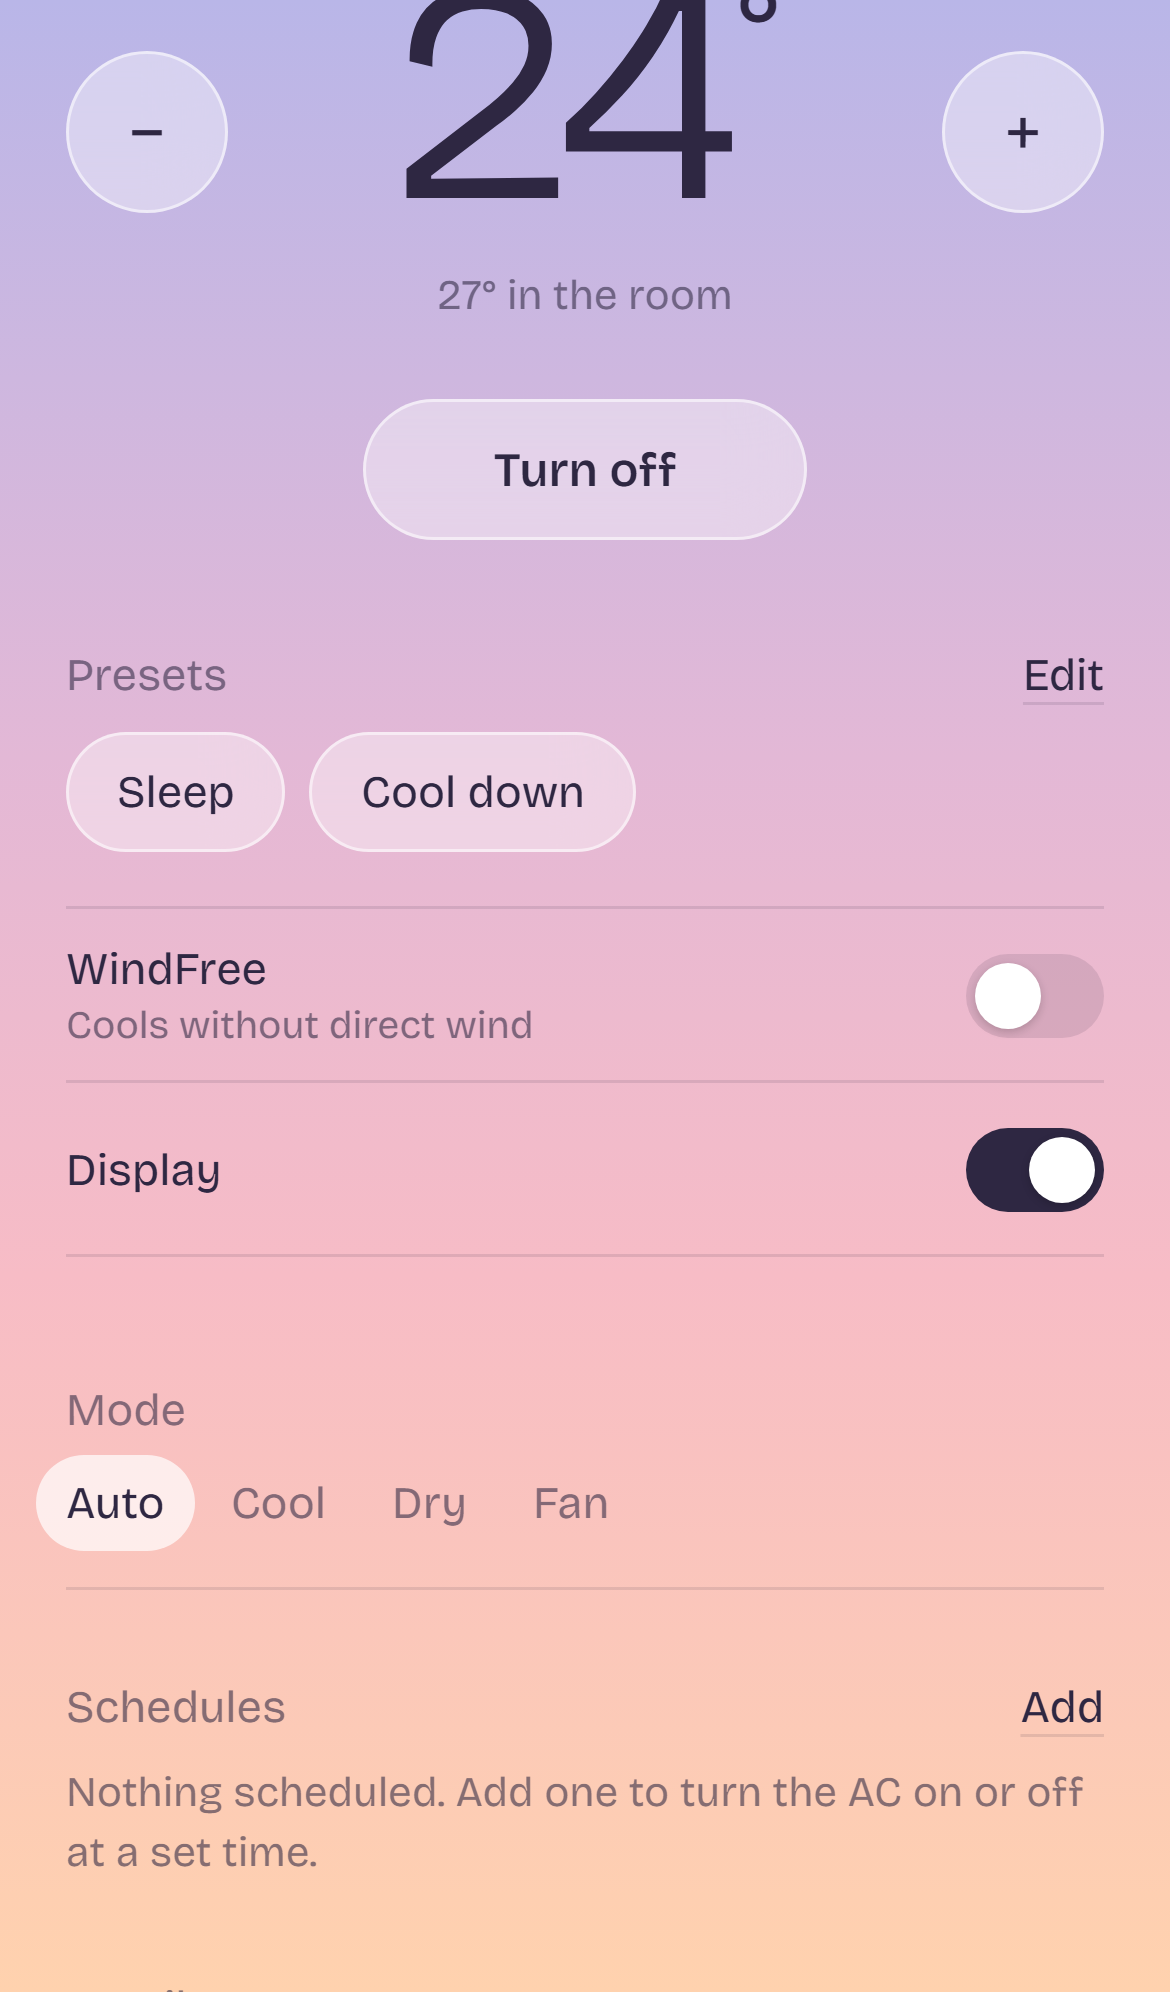 24°
−
+
27° in the room
Turn off
Presets
Edit
Sleep
Cool down
WindFree
Cools without direct wind
Display
Mode
Auto
Cool
Dry
Fan
Schedules
Add
Nothing scheduled. Add one to turn the AC on or off
at a set time.